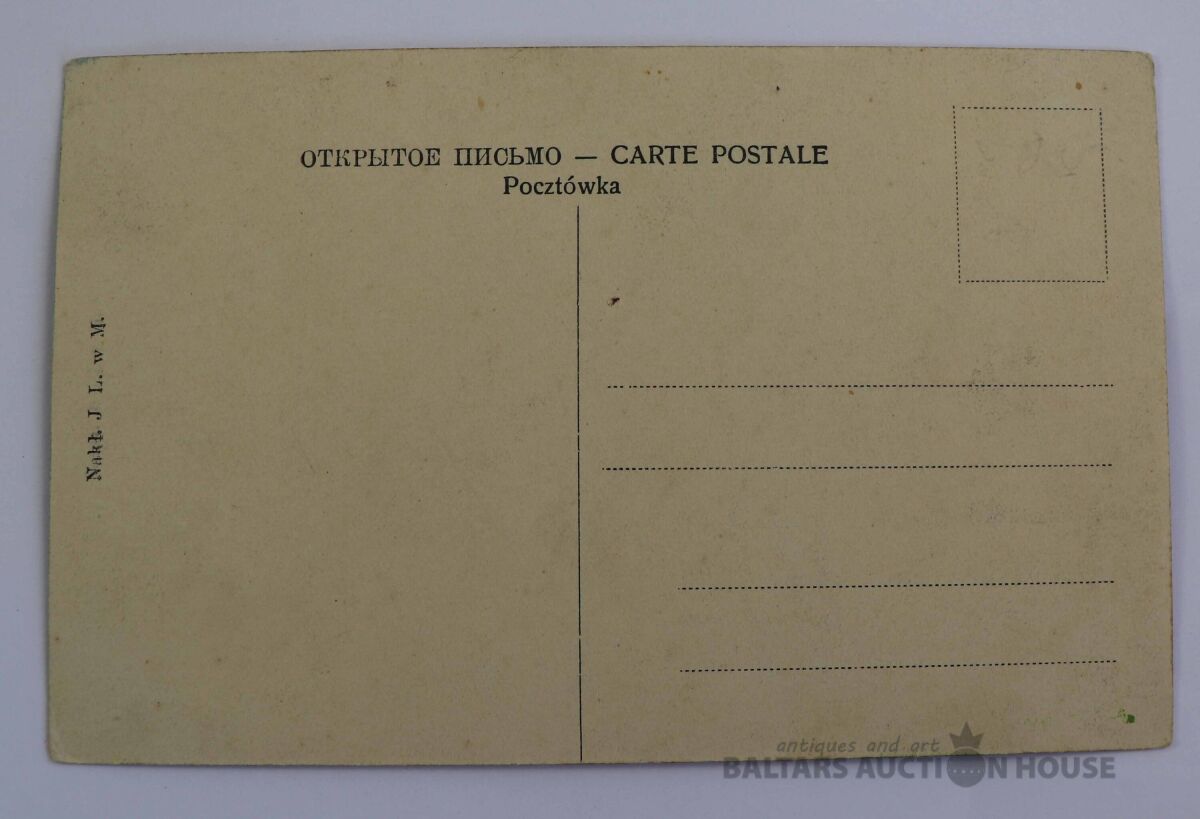 ОТКРЫТОЕ ПИСЬМО — CARTE POSTALE
Pocztówka
Nakł. J L. w M.
antiques and art
BALTARS AUCTION HOUSE